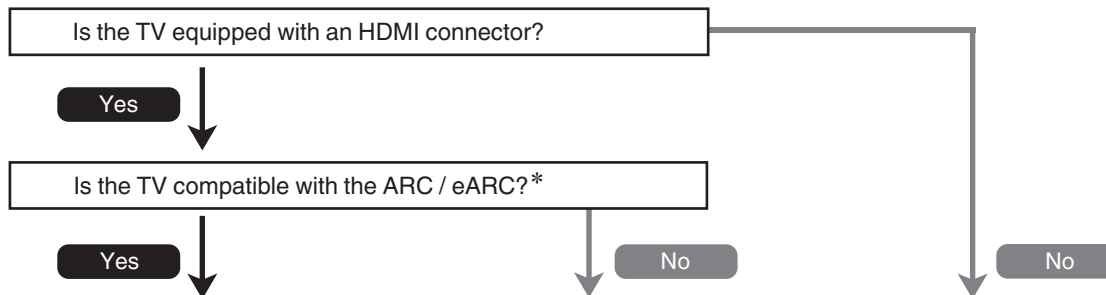 Is the TV equipped with an HDMI connector?
Yes
Is the TV compatible with the ARC / eARC?*
Yes
No
No